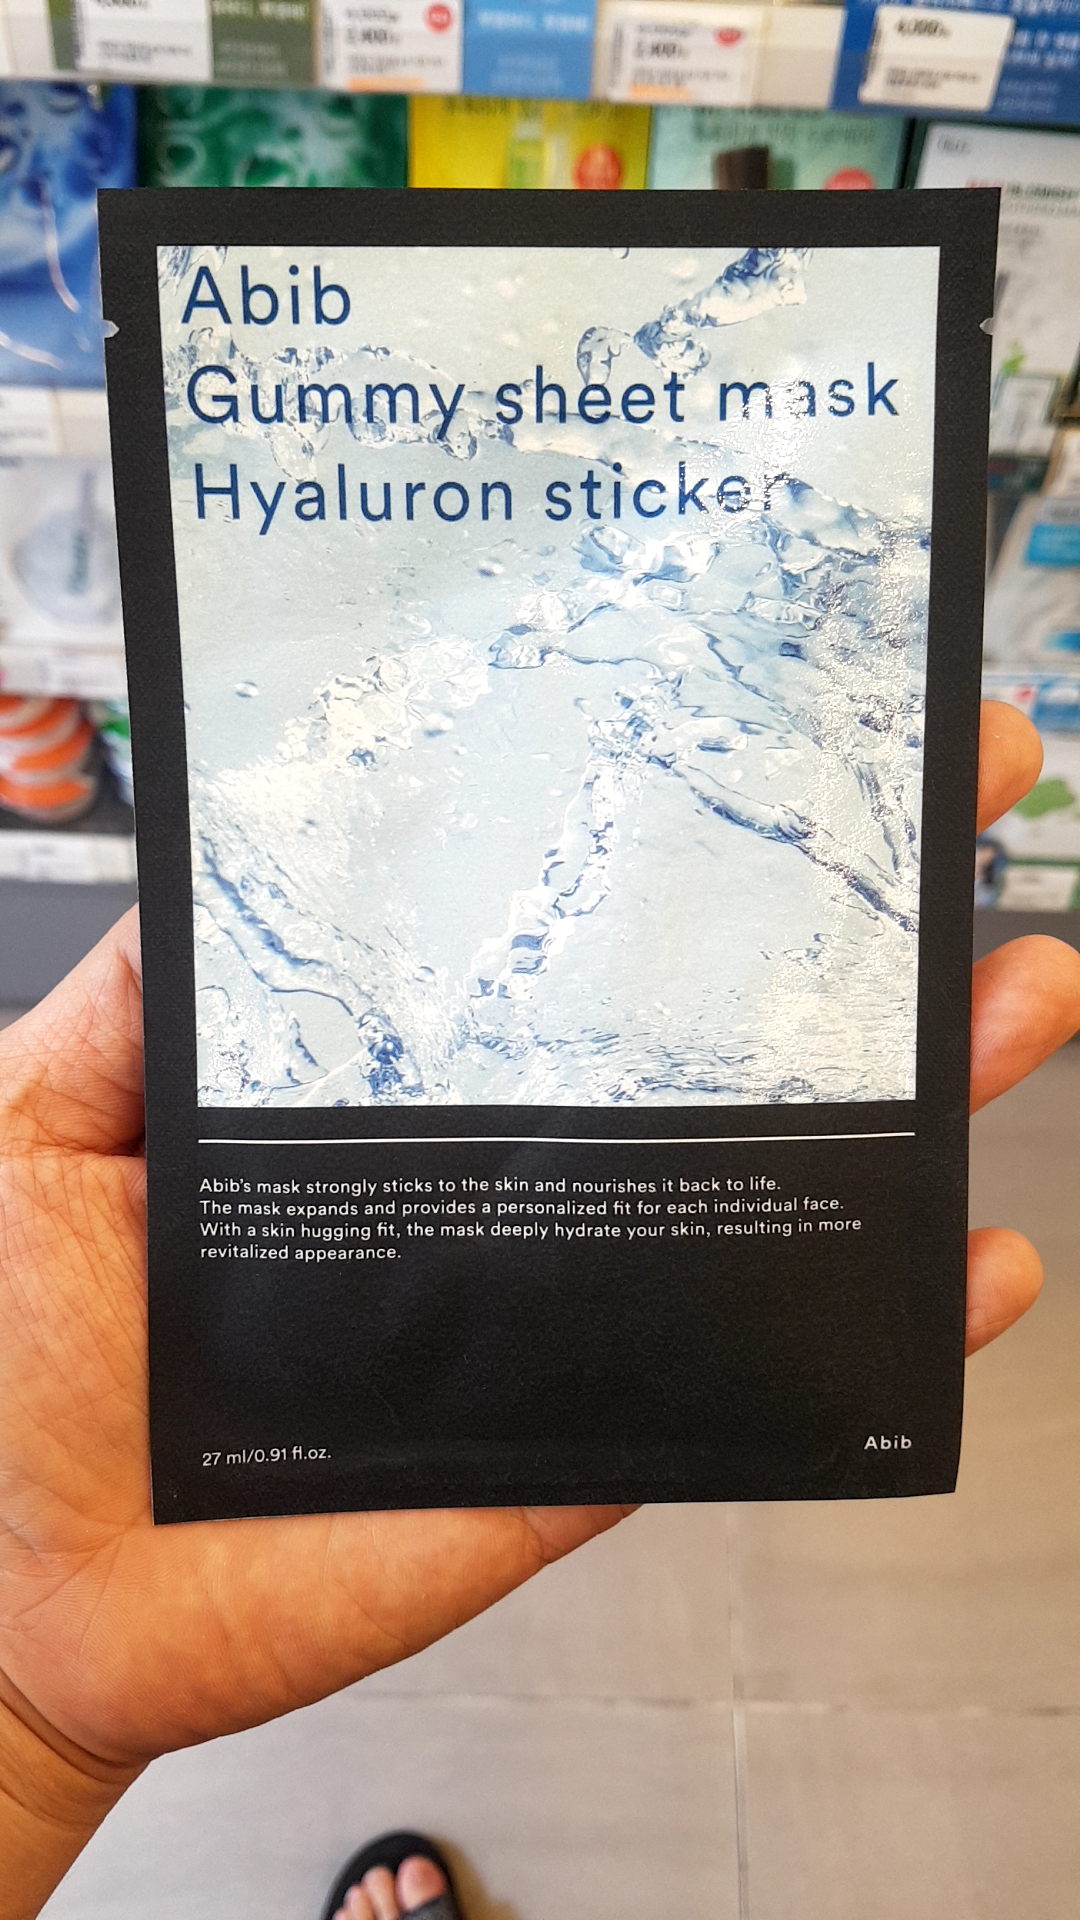 Abib
Gummy sheet mask
Hyaluron sticker
Abib's mask strongly sticks to the skin and nourishes it back to life.
The mask expands and provides a personalized fit for each individual face.
With a skin hugging fit, the mask deeply hydrate your skin, resulting in more
revitalized appearance.
27 ml/0.91 fl.oz.
Abib